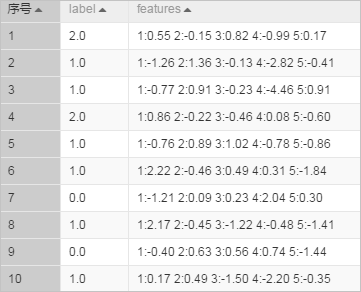 序号 label features
1 2.0 1:0.55 2:-0.15 3:0.82 4:-0.99 5:0.17
2 1.0 1:-1.26 2:1.36 3:-0.13 4:-2.82 5:-0.41
3 1.0 1:-0.77 2:0.91 3:-0.23 4:-4.46 5:0.91
4 2.0 1:0.86 2:-0.22 3:-0.46 4:0.08 5:-0.60
5 1.0 1:-0.76 2:0.89 3:1.02 4:-0.78 5:-0.86
6 1.0 1:2.22 2:-0.46 3:0.49 4:0.31 5:-1.84
7 0.0 1:-1.21 2:0.09 3:0.23 4:2.04 5:0.30
8 1.0 1:2.17 2:-0.45 3:-1.22 4:-0.48 5:-1.41
9 0.0 1:-0.40 2:0.63 3:0.56 4:0.74 5:-1.44
10 1.0 1:0.17 2:0.49 3:-1.50 4:-2.20 5:-0.35